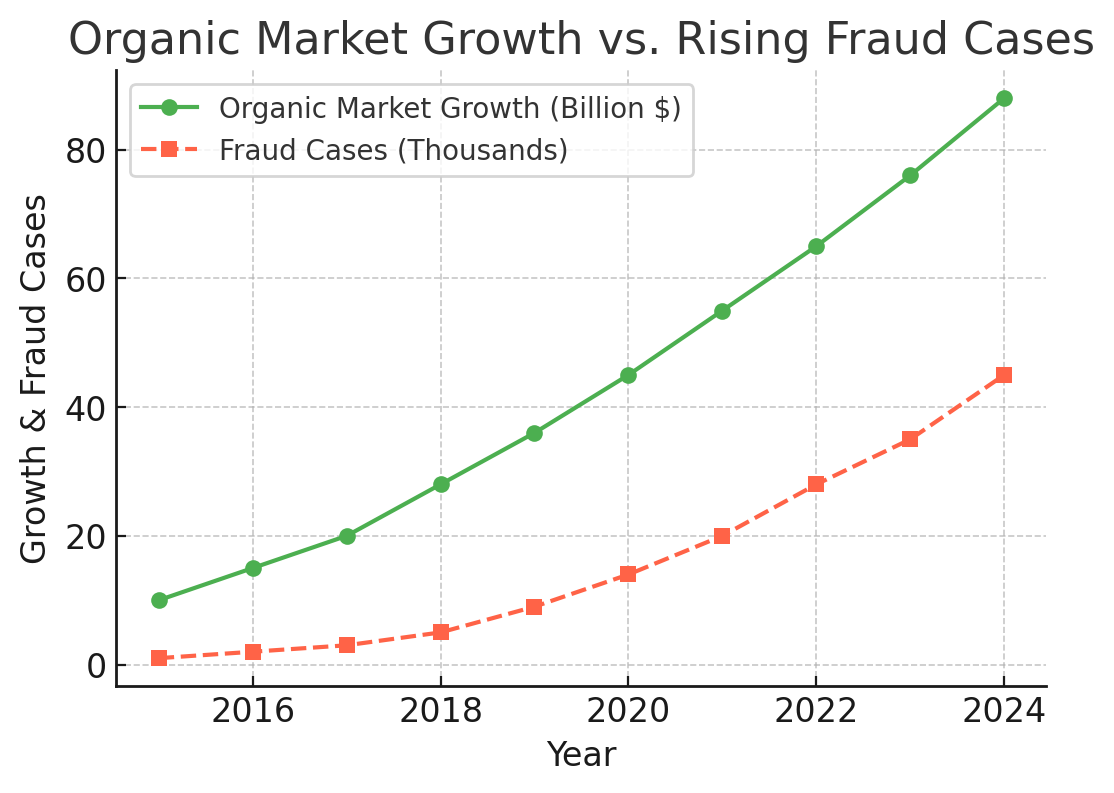 Organic Market Growth vs. Rising Fraud Cases
Organic Market Growth (Billion $)
Fraud Cases (Thousands)
Growth & Fraud Cases
80
60
40
20
0
2016 2018 2020 2022 2024
Year